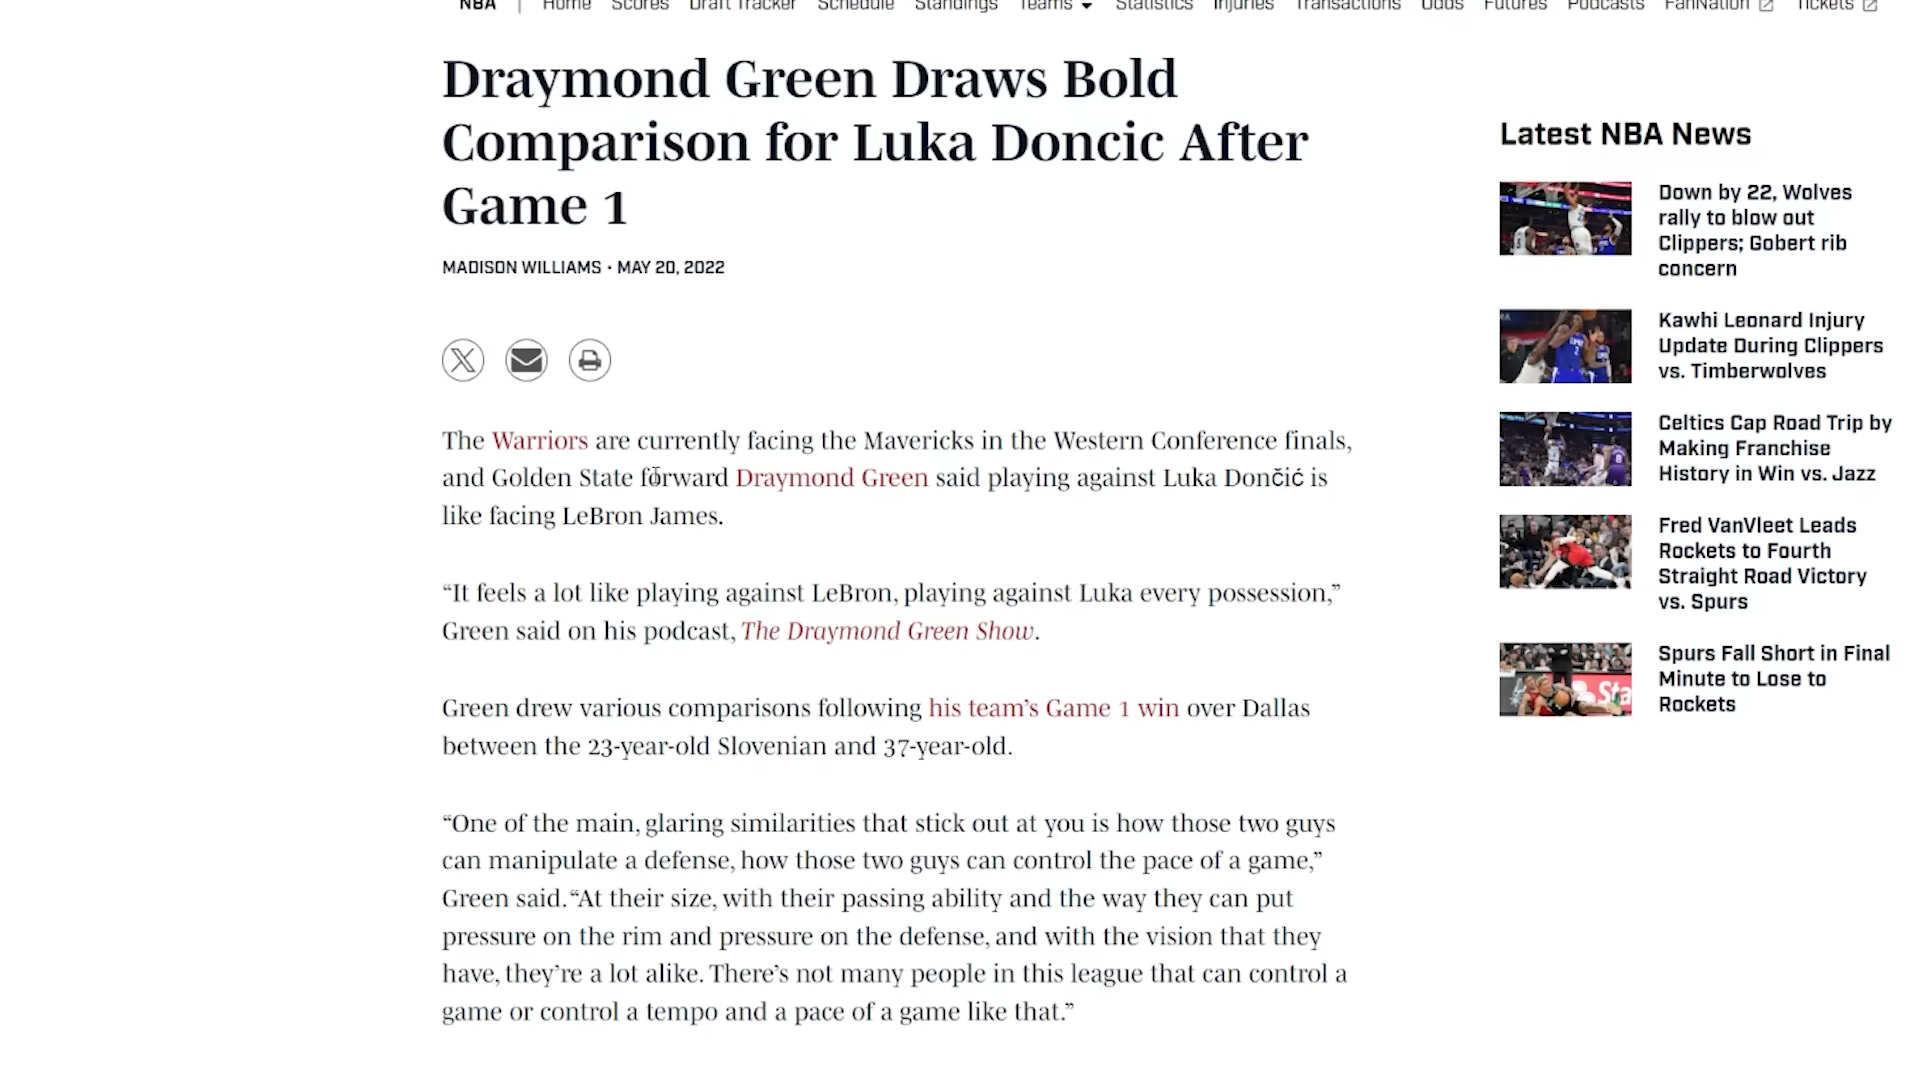 NBA | Home Scores Draft Tracker Schedule Standings Teams Statistics Injuries Transactions Odds Futures Podcasts FanNation Tickets
Draymond Green Draws Bold
Comparison for Luka Doncic After
Game 1
MADISON WILLIAMS • MAY 20, 2022
The Warriors are currently facing the Mavericks in the Western Conference finals,
and Golden State forward Draymond Green said playing against Luka Dončić is
like facing LeBron James.
“It feels a lot like playing against LeBron, playing against Luka every possession,”
Green said on his podcast, The Draymond Green Show.
Green drew various comparisons following his team’s Game 1 win over Dallas
between the 23-year-old Slovenian and 37-year-old.
“One of the main, glaring similarities that stick out at you is how those two guys
can manipulate a defense, how those two guys can control the pace of a game,”
Green said. “At their size, with their passing ability and the way they can put
pressure on the rim and pressure on the defense, and with the vision that they
have, they’re a lot alike. There’s not many people in this league that can control a
game or control a tempo and a pace of a game like that.”
Latest NBA News
Down by 22, Wolves
rally to blow out
Clippers; Gobert rib
concern
Kawhi Leonard Injury
Update During Clippers
vs. Timberwolves
Celtics Cap Road Trip by
Making Franchise
History in Win vs. Jazz
Fred VanVleet Leads
Rockets to Fourth
Straight Road Victory
vs. Spurs
Spurs Fall Short in Final
Minute to Lose to
Rockets